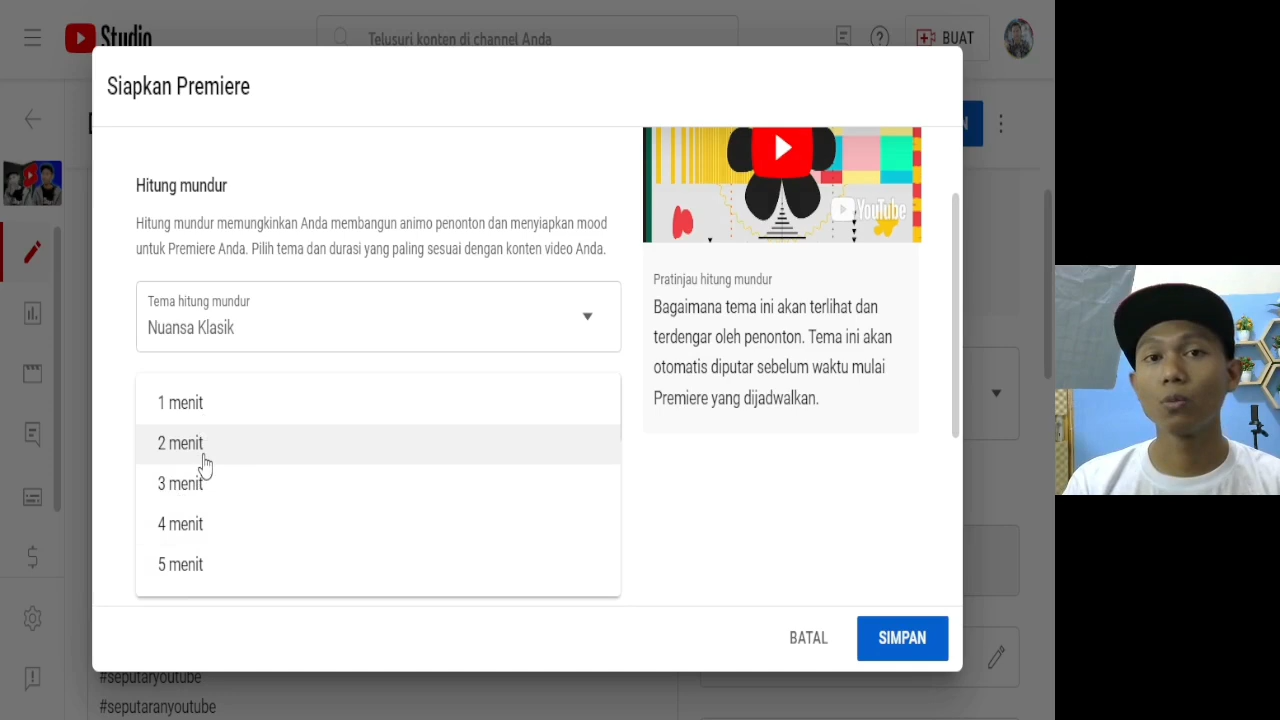 Studio
Telusuri konten di channel Anda
BUAT
Siapkan Premiere
Hitung mundur
Hitung mundur memungkinkan Anda membangun animo penonton dan menyiapkan mood
untuk Premiere Anda. Pilih tema dan durasi yang paling sesuai dengan konten video Anda.
Tema hitung mundur
Nuansa Klasik
1 menit
2 menit
3 menit
4 menit
5 menit
YouTube
Pratinjau hitung mundur
Bagaimana tema ini akan terlihat dan
terdengar oleh penonton. Tema ini akan
otomatis diputar sebelum waktu mulai
Premiere yang dijadwalkan.
BATAL
SIMPAN
#seputaryoutube
#seputaranyoutube